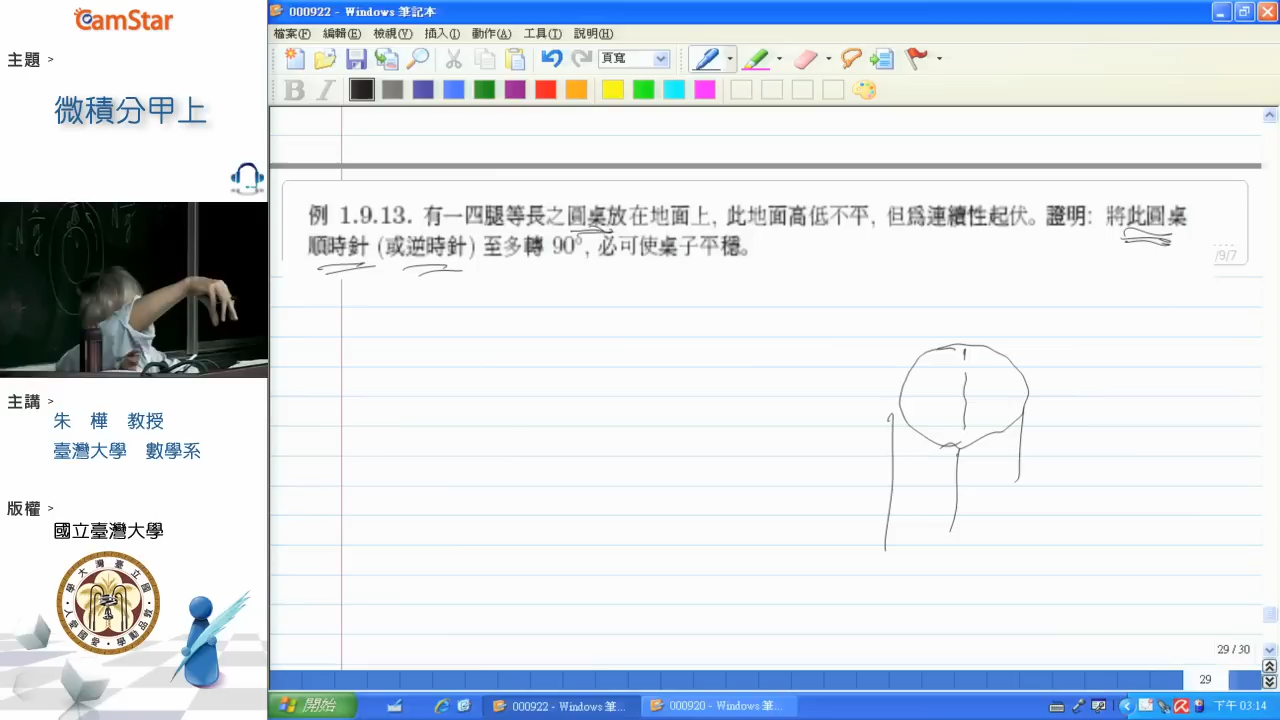 CamStar
主題 >
微積分甲上
主講 >
朱 樺 教授
臺灣大學 數學系
版權 >
國立臺灣大學
000922 - Windows 筆記本
檔案(F) 編輯(E) 檢視(V) 插入(I) 動作(A) 工具(T) 說明(H)
頁寬
B I
例 1.9.13. 有一四腿等長之圓桌放在地面上, 此地面高低不平, 但為連續性起伏。證明: 將此圓桌
順時針 (或逆時針) 至多轉 90°, 必可使桌子平穩。
/9/7
29 / 30
29
開始
000922 - Windows 筆...
000920 - Windows 筆...
下午 03:14